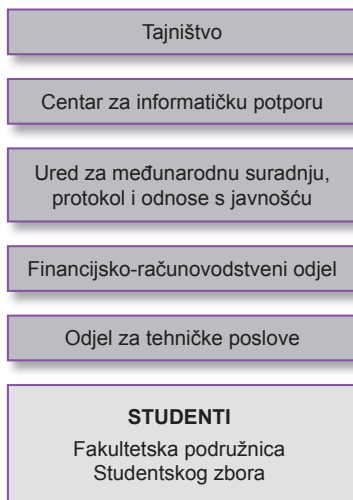 Tajništvo
Centar za informatičku potporu
Ured za međunarodnu suradnju,
protokol i odnose s javnošću
Financijsko-računovodstveni odjel
Odjel za tehničke poslove
STUDENTI
Fakultetska podružnica
Studentskog zbora